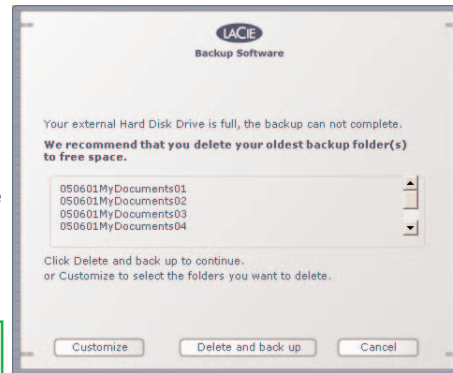 LACIE
Backup Software
Your external Hard Disk Drive is full, the backup can not complete.
We recommend that you delete your oldest backup folder(s)
to free space.
050601MyDocuments01
050601MyDocuments02
050601MyDocuments03
050601MyDocuments04
Click Delete and back up to continue.
or Customize to select the folders you want to delete.
Customize
Delete and back up
Cancel